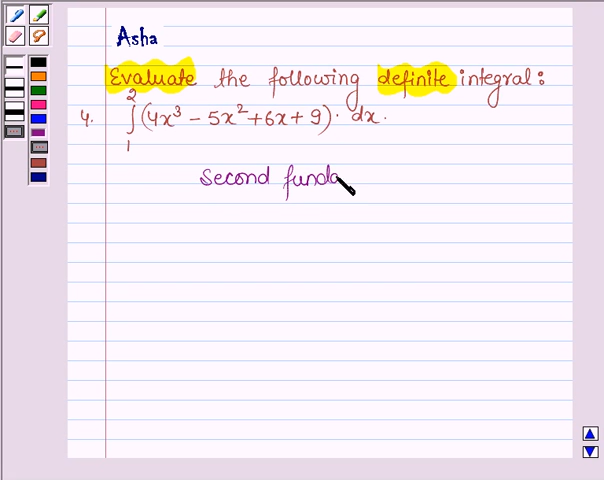 Asha
Evaluate the following definite integral:
4. ∫₁² (4x³ - 5x² + 6x + 9) · dx.
Second funda